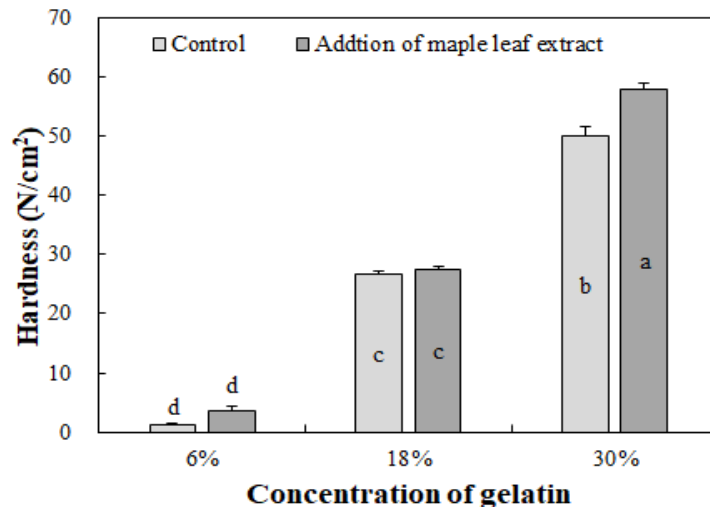 70
60
50
40
30
20
10
0
Hardness (N/cm²)
Control
Addtion of maple leaf extract
d
d
c
c
b
a
6%
18%
30%
Concentration of gelatin